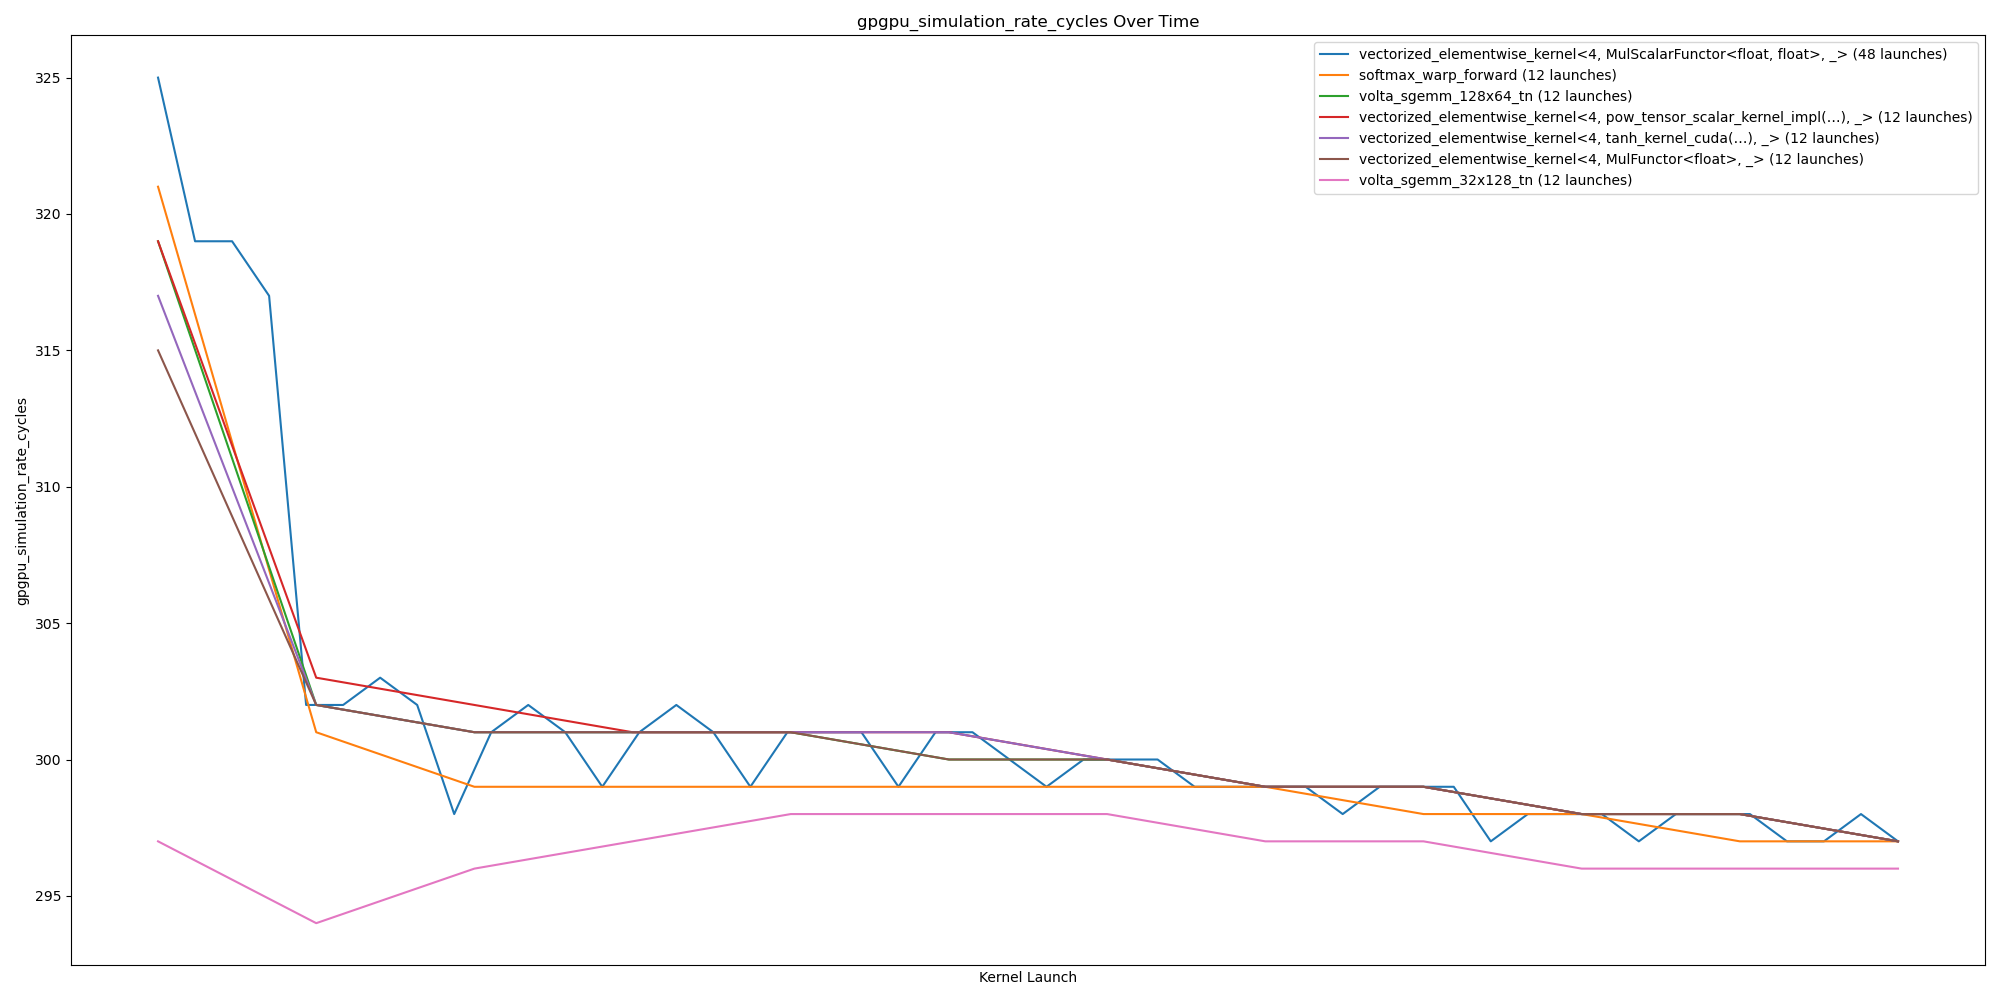 gpgpu_simulation_rate_cycles Over Time
vectorized_elementwise_kernel<4, MulScalarFunctor<float, float>, _> (48 launches)
softmax_warp_forward (12 launches)
volta_sgemm_128x64_tn (12 launches)
vectorized_elementwise_kernel<4, pow_tensor_scalar_kernel_impl(...), _> (12 launches)
vectorized_elementwise_kernel<4, tanh_kernel_cuda(...), _> (12 launches)
vectorized_elementwise_kernel<4, MulFunctor<float>, _> (12 launches)
volta_sgemm_32x128_tn (12 launches)
gpgpu_simulation_rate_cycles
325
320
315
310
305
300
295
Kernel Launch